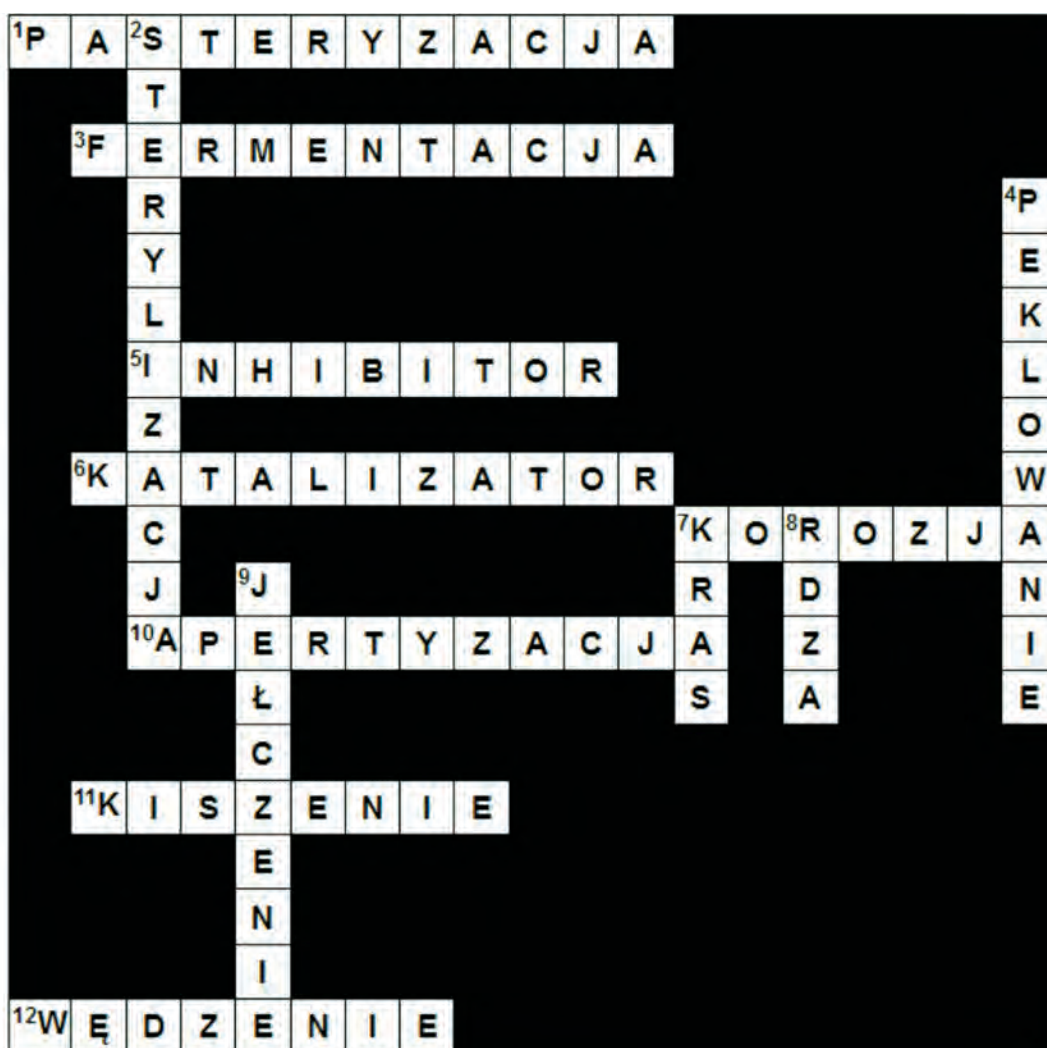 1P A 2S T E R Y Z A C J A
T
3F E R M E N T A C J A
R 4P
Y E
L K
5I N H I B I T O R L
Z O
6K A T A L I Z A T O R W
C 7K O 8R O Z J A
J 9J R D N
10A P E R T Y Z A C J A Z I
Ł S A E
C
11K I S Z E N I E
E
N
I
12W Ę D Z E N I E